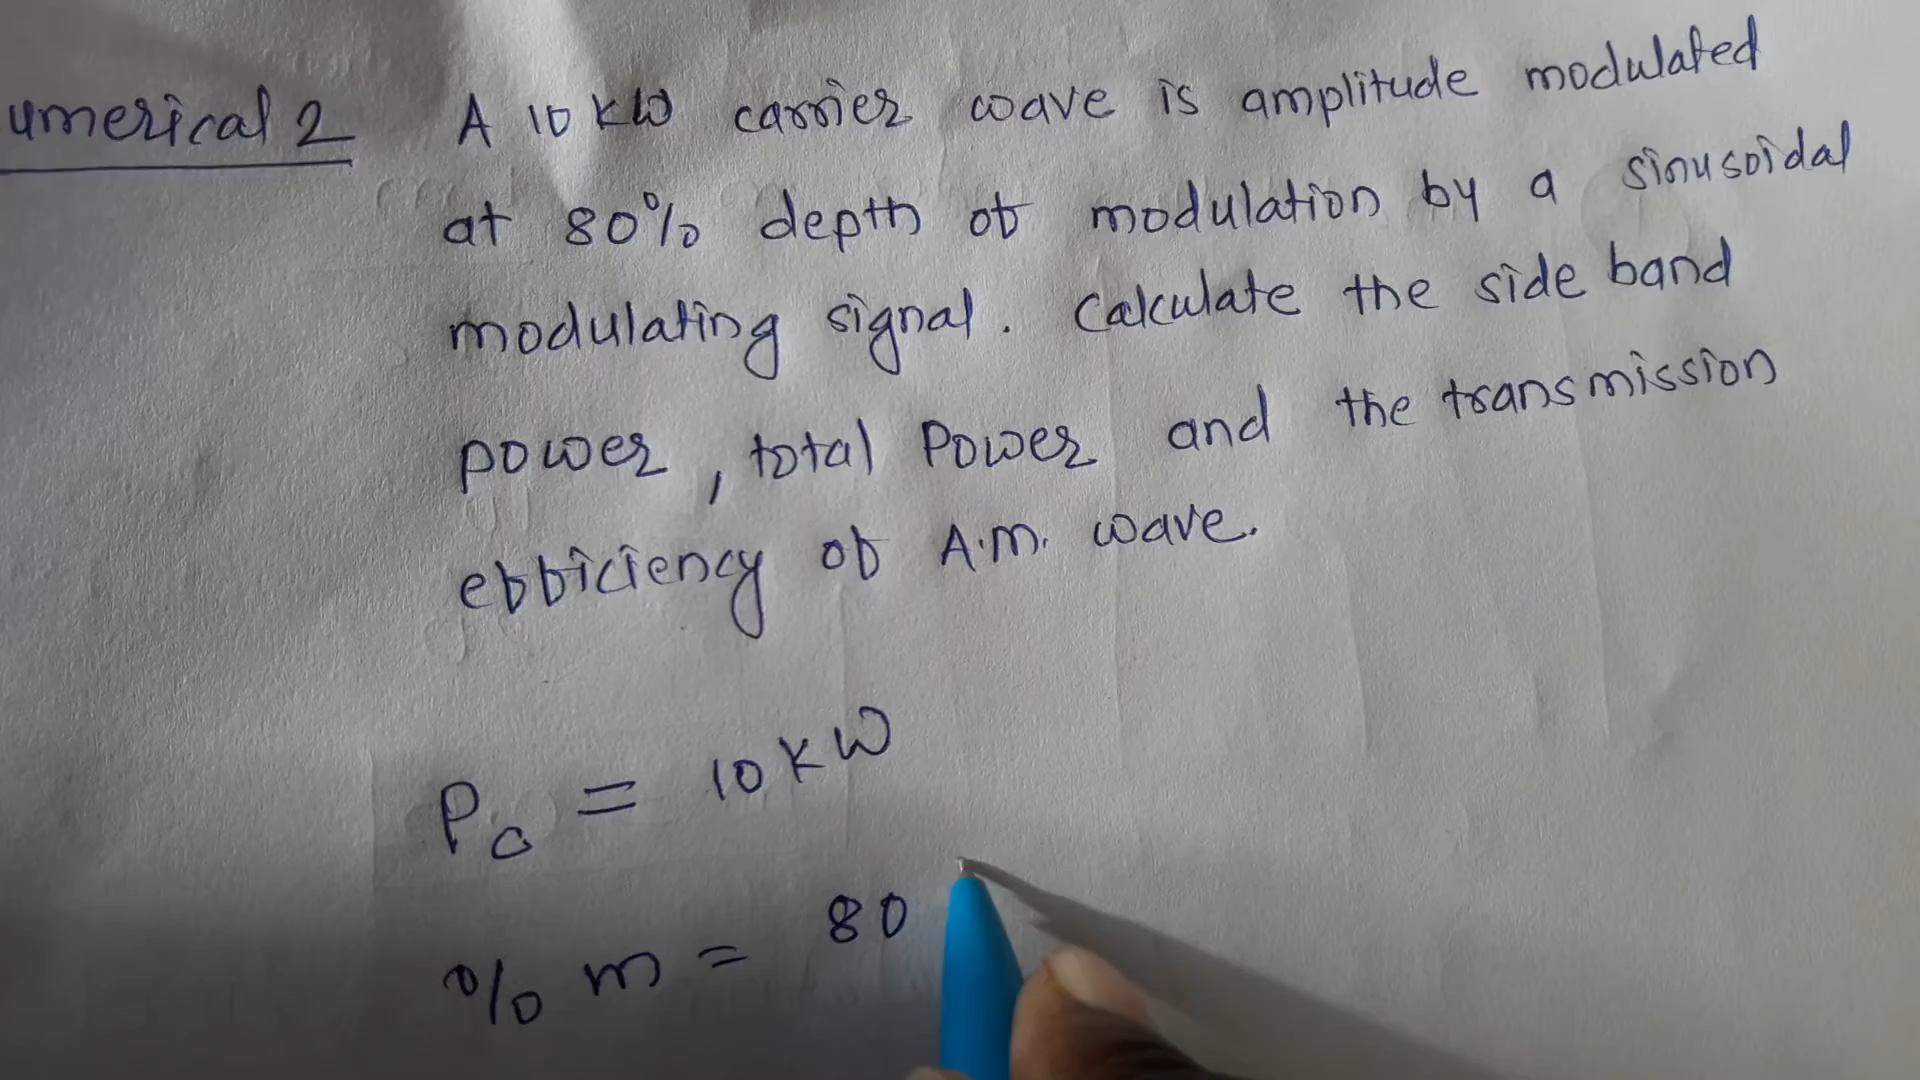 umerical 2 A 10 kW carrier wave is amplitude modulated
at 80% depth of modulation by a sinusoidal
modulating signal. Calculate the side band
power, total Power and the transmission
efficiency of A.M. wave.
Pc = 10 kW
% m = 80